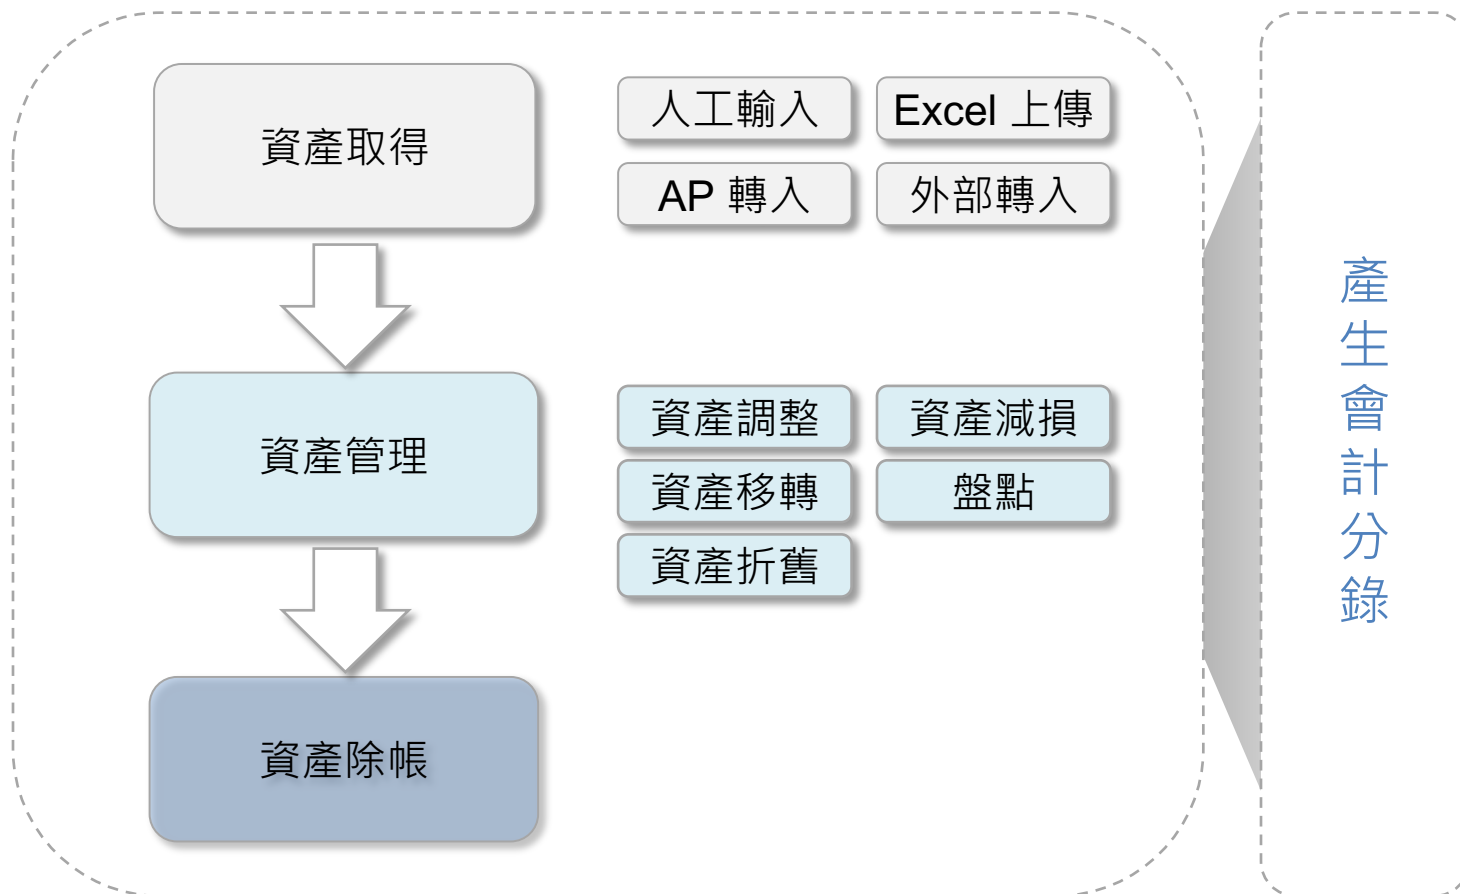 資產取得
人工輸入
Excel 上傳
AP 轉入
外部轉入
資產管理
資產調整
資產減損
資產移轉
盤點
資產折舊
資產除帳
產生會計分錄